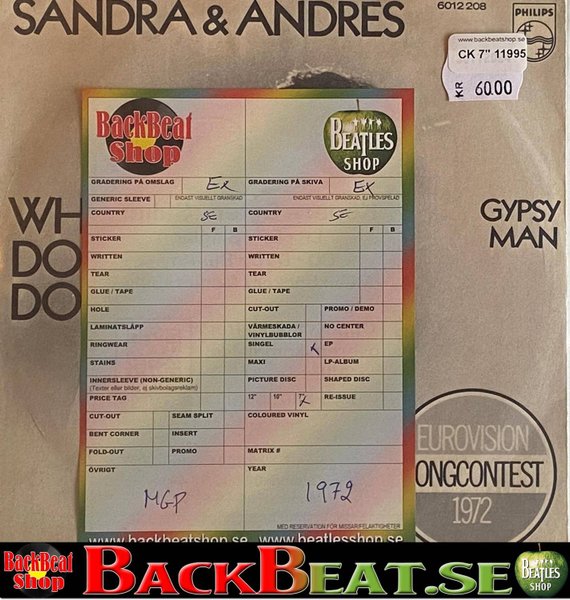 SANDRA & ANDRES
6012 208
PHILIPS
www.backbeatshop.se
CK 7" 11995
KR 60.00
BackBeat
Shop
BEATLES
SHOP
GRADERING PÅ OMSLAG EX
GRADERING PÅ SKIVA EX
GENERIC SLEEVE
ENDAST VISUELLT GRANSKAD
ENDAST VISUELLT GRANSKAD, EJ PROVSPELAD
COUNTRY SE
COUNTRY SE
F B
F B
STICKER
STICKER
WRITTEN
WRITTEN
TEAR
TEAR
GLUE / TAPE
GLUE / TAPE
HOLE
CUT-OUT
PROMO / DEMO
LAMINATSLÄPP
VÄRMESKADA /
VINYLBUBBLOR
NO CENTER
RINGWEAR
SINGEL X
EP
STAINS
MAXI
LP-ALBUM
INNERSLEEVE (NON-GENERIC)
(Texter eller bilder, ej skivbolagsreklam)
PICTURE DISC
SHAPED DISC
PRICE TAG
12" 10" 7" X
RE-ISSUE
CUT-OUT
SEAM SPLIT
COLOURED VINYL
BENT CORNER
INSERT
FOLD-OUT
PROMO
MATRIX #
ÖVRIGT
YEAR
MGP
1972
MED RESERVATION FÖR MISSAR/FELAKTIGHETER
www.backbeatshop.se
www.beatlesshop.se
WH
DO
DO
GYPSY
MAN
EUROVISION
ONGCONTEST
1972
BackBeat
Shop
BACKBEAT.SE
BEATLES
SHOP